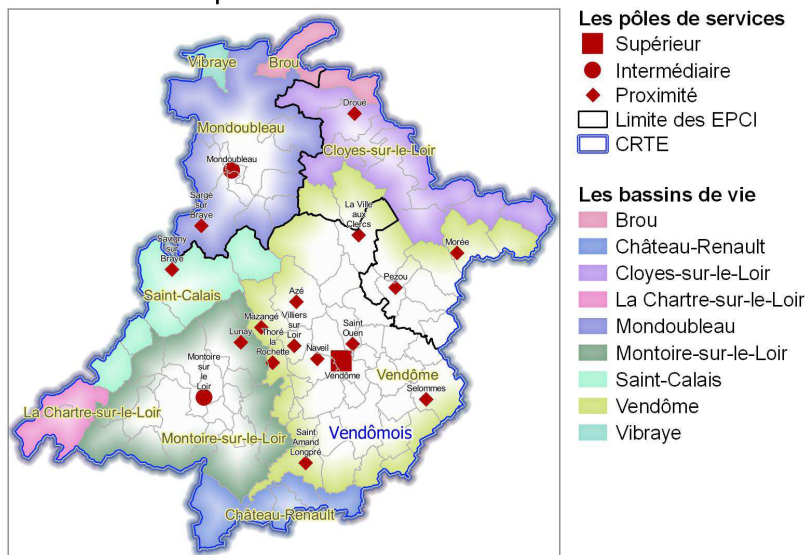 Vibraye
Brou
Droué
Mondoubleau
Cloyes-sur-le-Loir
Mondoubleau
La Ville
aux
Clercs
Sargé
sur
Braye
Savigny
sur
Braye
Morée
Pezou
Saint-Calais
Azé
Mazangé
Villiers
sur
Loir
Saint
Ouen
Lunay
Thoré
la
Rochette
Naveil
Montoire
sur
le
Loir
Vendôme
Vendôme
Selommes
La Chartre-sur-le-Loir
Montoire-sur-le-Loir
Saint
Amand
Longpré
Vendômois
Château-Renault
Les pôles de services
Supérieur
Intermédiaire
Proximité
Limite des EPCI
CRTE
Les bassins de vie
Brou
Château-Renault
Cloyes-sur-le-Loir
La Chartre-sur-le-Loir
Mondoubleau
Montoire-sur-le-Loir
Saint-Calais
Vendôme
Vibraye